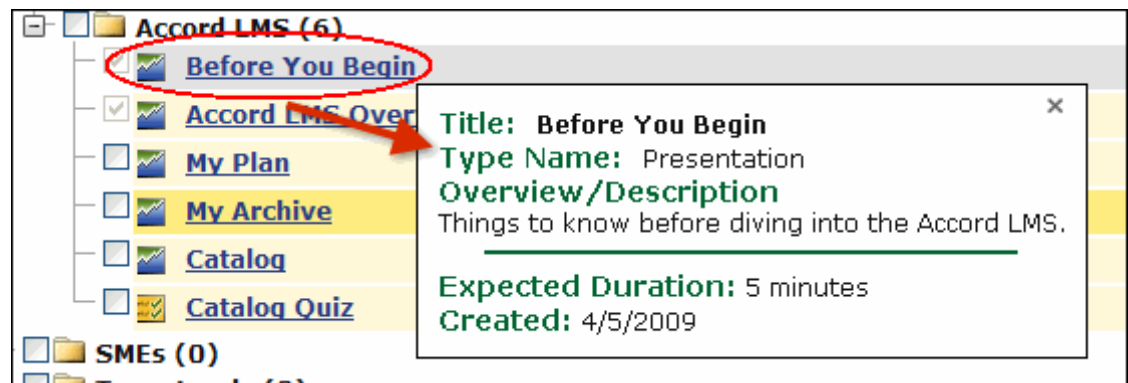 Accord LMS (6)
Before You Begin
Accord LMS Over
My Plan
My Archive
Catalog
Catalog Quiz
SMEs (0)
Title: Before You Begin
Type Name: Presentation
Overview/Description
Things to know before diving into the Accord LMS.
Expected Duration: 5 minutes
Created: 4/5/2009